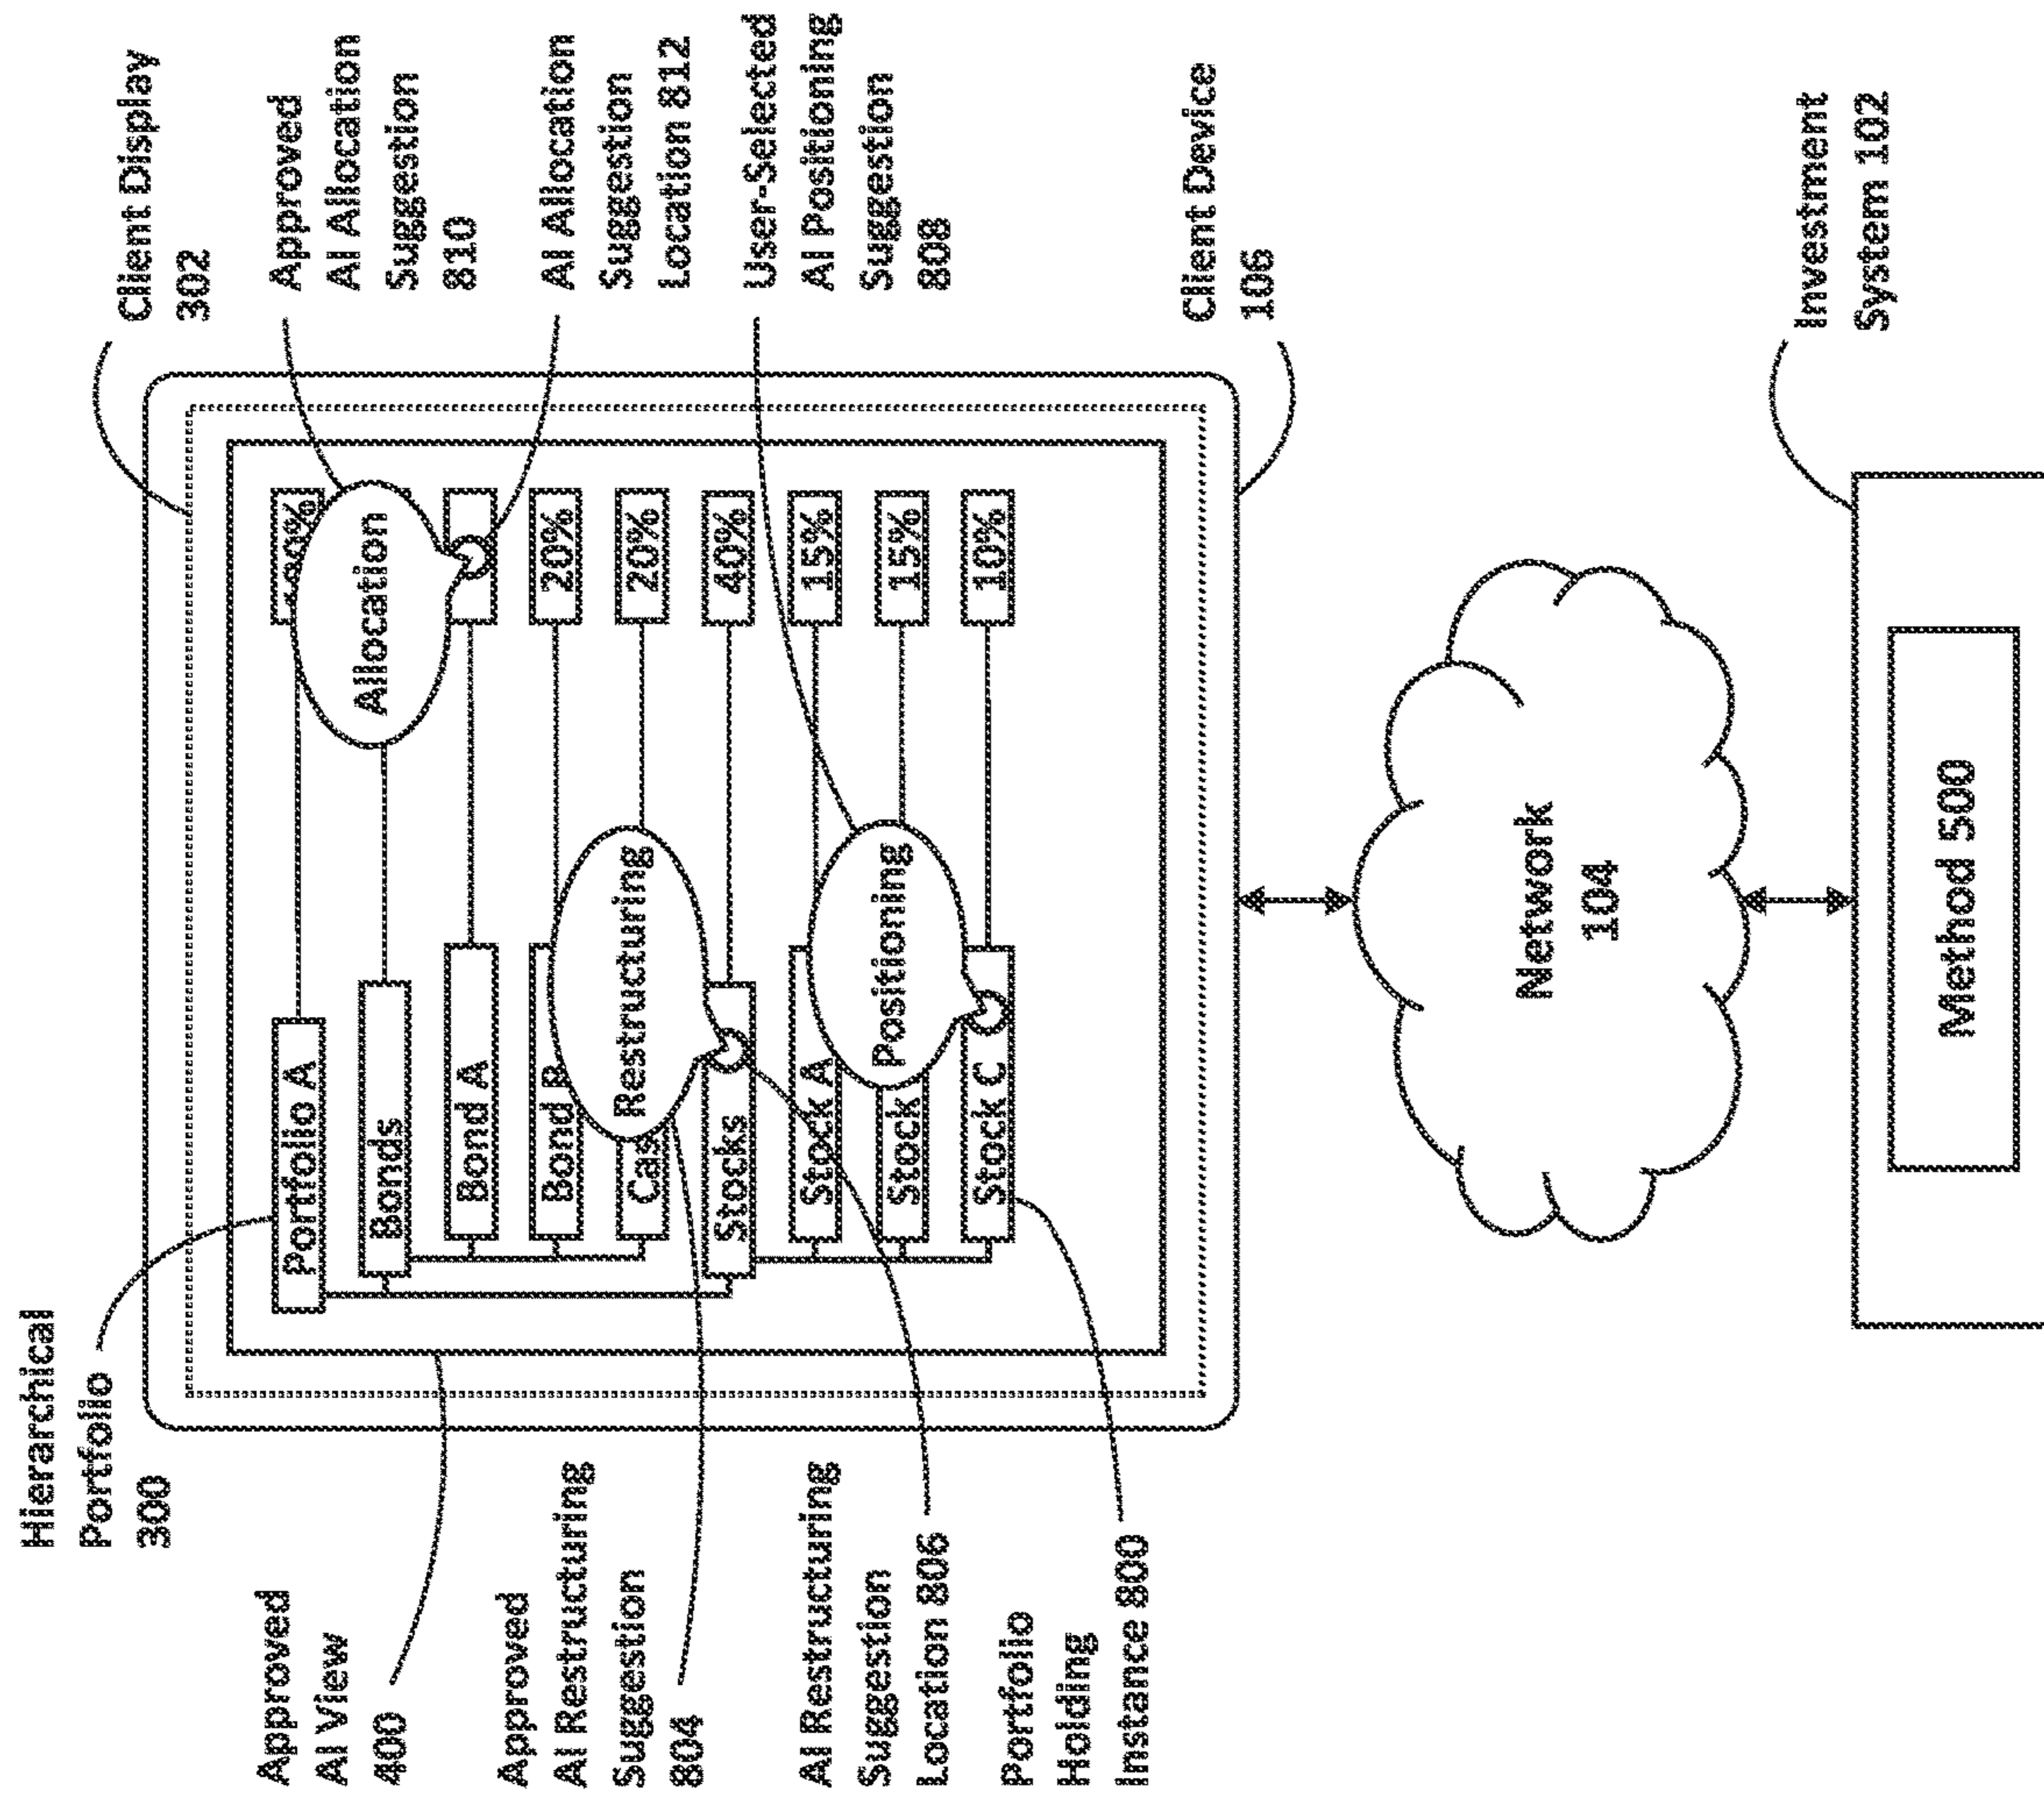 Hierarchical
Portfolio
300
Approved
AI View
400
Approved
AI Restructuring
Suggestion
804
AI Restructuring
Suggestion
Location 806
Portfolio
Holding
Instance 800
Client Display
302
Approved
AI Allocation
Suggestion
810
AI Allocation
Suggestion
Location 812
User-Selected
AI Positioning
Suggestion
808
Client Device
106
Portfolio A
Bonds
Allocation
Bond A
Bond
20%
20%
Restructuring
Stocks
40%
Stock A
15%
Stock
15%
Positioning
Stock C
10%
Network
104
Investment
System 102
Method 500